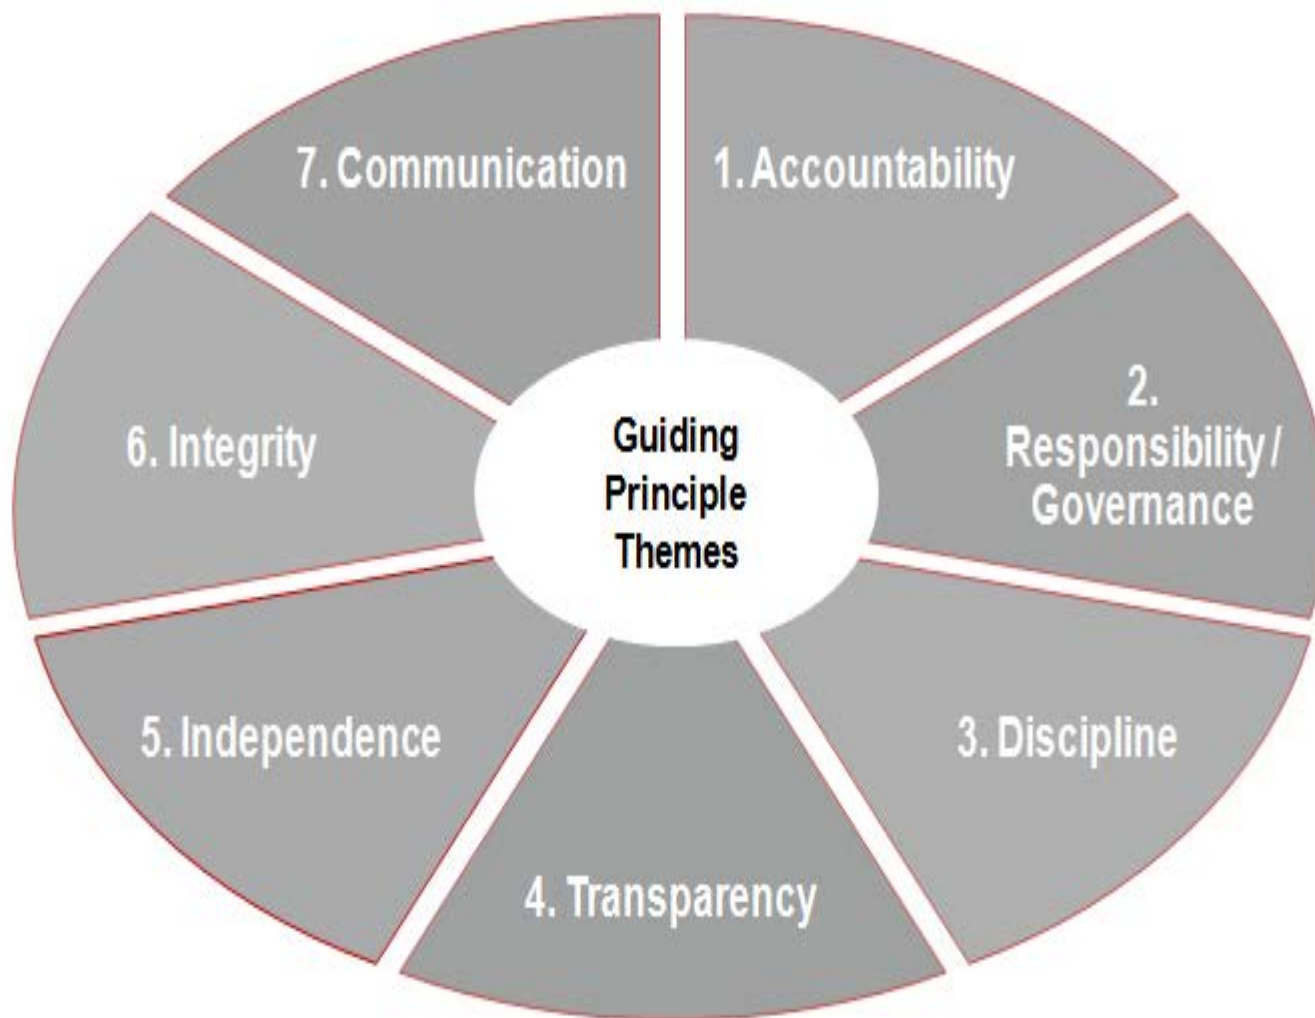 7. Communication
1. Accountability
2.
Responsibility /
Governance
6. Integrity
Guiding
Principle
Themes
5. Independence
3. Discipline
4. Transparency